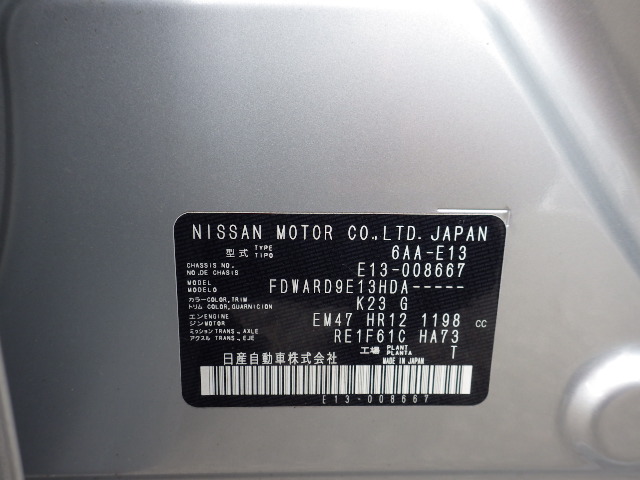 NISSAN MOTOR CO.,LTD. JAPAN
型式 TYPE TIPO 6AA-E13
CHASSIS NO. NO. DE CHASIS E13-008667
MODEL MODELO FDWARD9E13HDA-----
カラー COLOR, TRIM トリム COLOR, GUARNICION K23 G
エンジン ENGINE MOTOR EM47 HR12 1198 cc
ミッション TRANS., AXLE アクスル TRANS., EJE RE1F61C HA73
工場 PLANT PLANTA T
日産自動車株式会社 MADE IN JAPAN
E13-008667